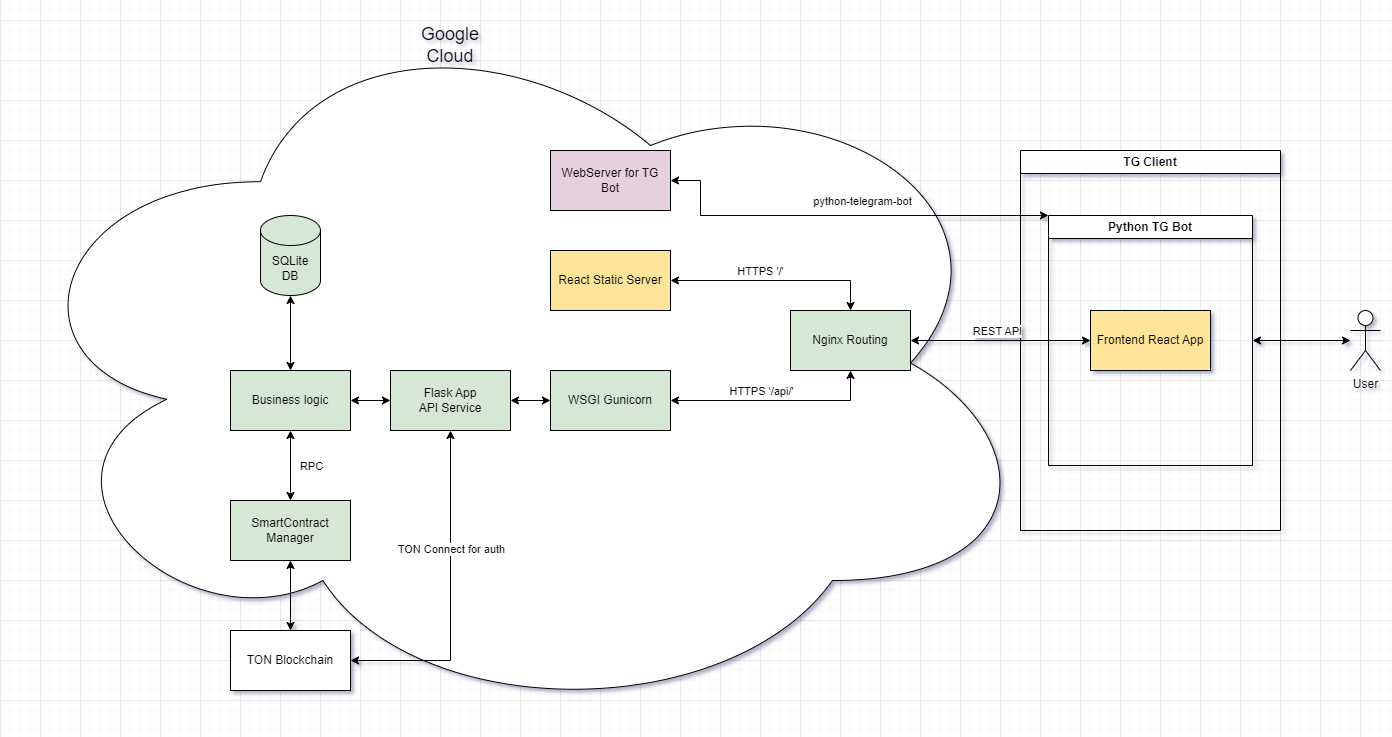 Google
Cloud
WebServer for TG
Bot
TG Client
python-telegram-bot
Python TG Bot
SQLite
DB
React Static Server
HTTPS '/'
Nginx Routing
REST API
Frontend React App
User
Business logic
Flask App
API Service
WSGI Gunicorn
HTTPS '/api/'
RPC
SmartContract
Manager
TON Connect for auth
TON Blockchain